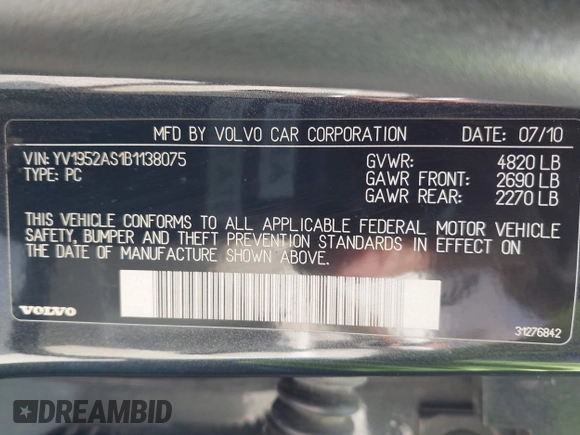 MFD BY VOLVO CAR CORPORATION DATE: 07/10
VIN: YV1952AS1B1138075 GVWR: 4820 LB
TYPE: PC GAWR FRONT: 2690 LB
GAWR REAR: 2270 LB
THIS VEHICLE CONFORMS TO ALL APPLICABLE FEDERAL MOTOR VEHICLE
SAFETY, BUMPER AND THEFT PREVENTION STANDARDS IN EFFECT ON
THE DATE OF MANUFACTURE SHOWN ABOVE.
VOLVO 31276842
DREAMBID